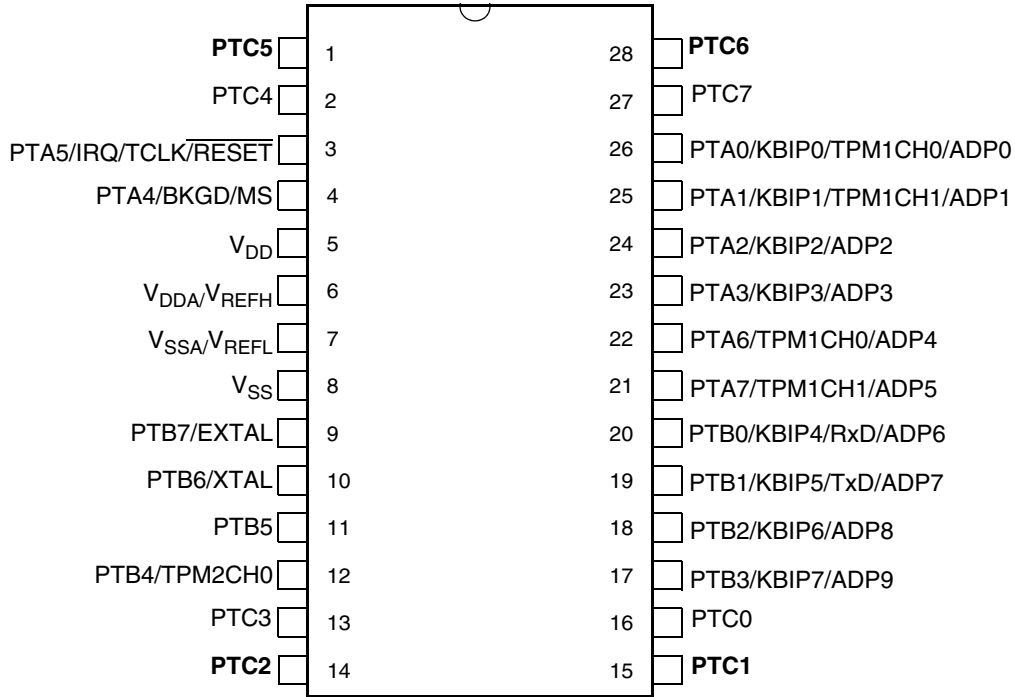 PTC5 1 28 PTC6
PTC4 2 27 PTC7
PTA5/IRQ/TCLK/RESET 3 26 PTA0/KBIP0/TPM1CH0/ADP0
PTA4/BKGD/MS 4 25 PTA1/KBIP1/TPM1CH1/ADP1
VDD 5 24 PTA2/KBIP2/ADP2
VDDA/VREFH 6 23 PTA3/KBIP3/ADP3
VSSA/VREFL 7 22 PTA6/TPM1CH0/ADP4
VSS 8 21 PTA7/TPM1CH1/ADP5
PTB7/EXTAL 9 20 PTB0/KBIP4/RxD/ADP6
PTB6/XTAL 10 19 PTB1/KBIP5/TxD/ADP7
PTB5 11 18 PTB2/KBIP6/ADP8
PTB4/TPM2CH0 12 17 PTB3/KBIP7/ADP9
PTC3 13 16 PTC0
PTC2 14 15 PTC1